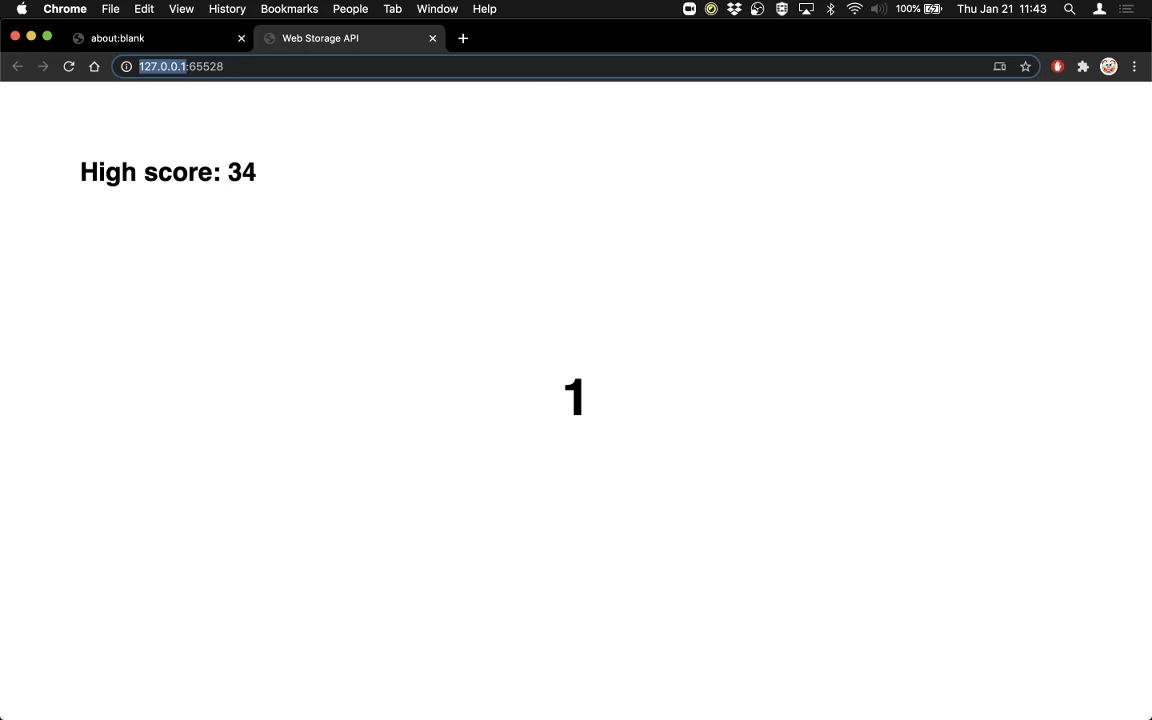 Chrome File Edit View History Bookmarks People Tab Window Help 100% Thu Jan 21 11:43
about:blank Web Storage API
127.0.0.1:65528
High score: 34
1